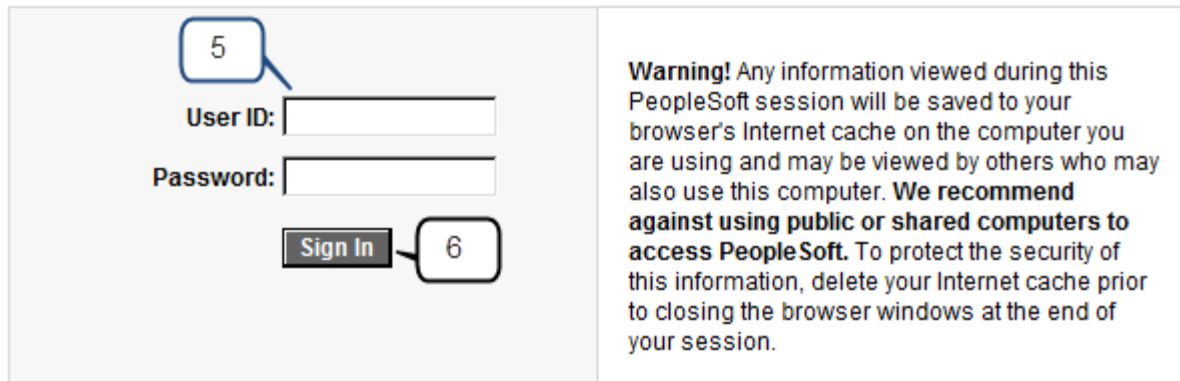 5
User ID:
Password:
Sign In
6
Warning! Any information viewed during this
PeopleSoft session will be saved to your
browser's Internet cache on the computer you
are using and may be viewed by others who may
also use this computer. We recommend
against using public or shared computers to
access PeopleSoft. To protect the security of
this information, delete your Internet cache prior
to closing the browser windows at the end of
your session.